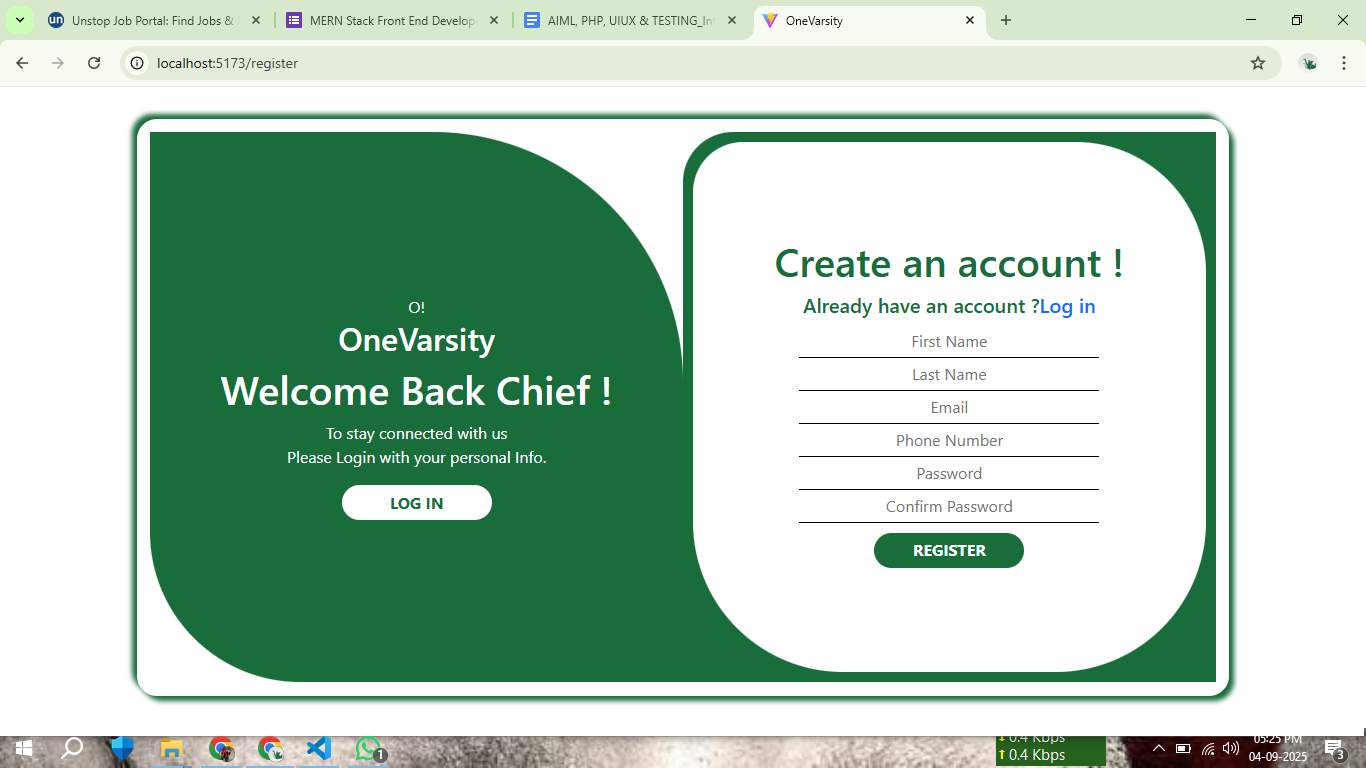 Unstop Job Portal: Find Jobs &
MERN Stack Front End Develop
AIML, PHP, UIUX & TESTING_In
OneVarsity
localhost:5173/register
O!
OneVarsity
Welcome Back Chief !
To stay connected with us
Please Login with your personal Info.
LOG IN
Create an account !
Already have an account ?Log in
First Name
Last Name
Email
Phone Number
Password
Confirm Password
REGISTER
1
↓ 0.4 Kbps
↑ 0.4 Kbps
05:25 PM
04-09-2025
3